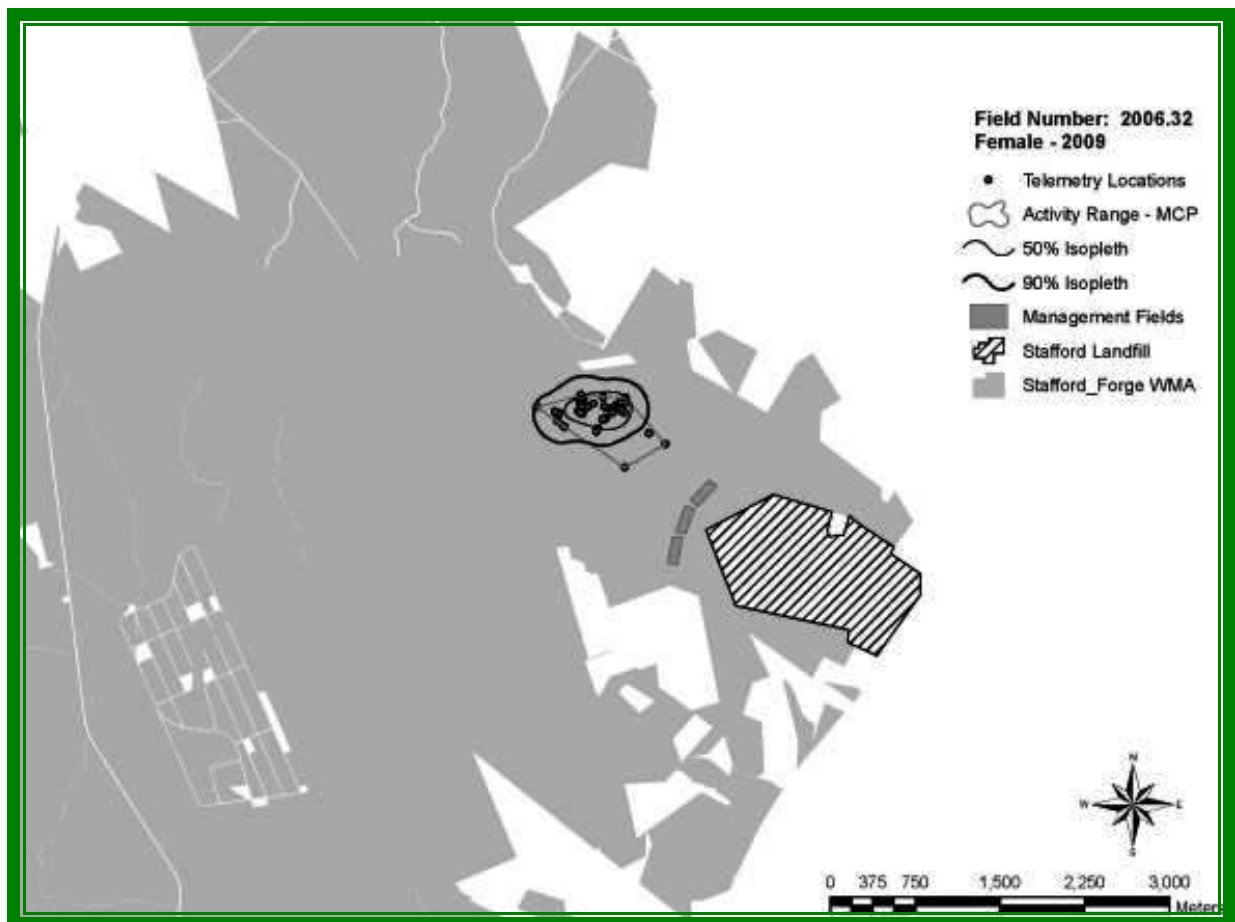 Field Number: 2006.32
Female - 2009
Telemetry Locations
Activity Range - MCP
50% Isopleth
90% Isopleth
Management Fields
Stafford Landfill
Stafford_Forge WMA
N
W E
S
0 375 750 1,500 2,250 3,000
Meters